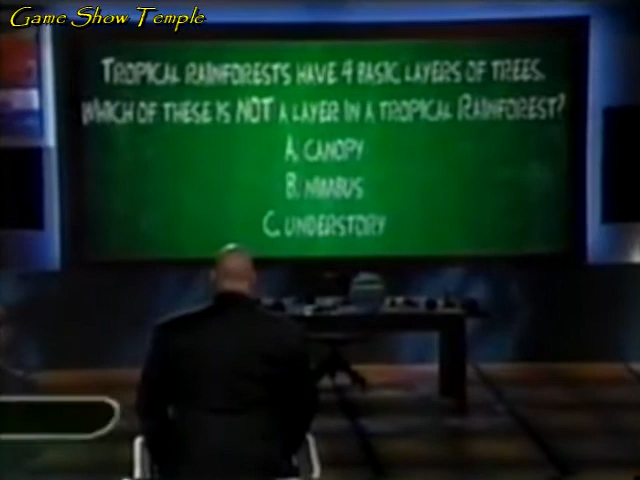 Game Show Temple
TROPICAL RAINFORESTS HAVE 4 BASIC LAYERS OF TREES.
WHICH OF THESE IS NOT A LAYER IN A TROPICAL RAINFOREST?
A. CANOPY
B. NIMBUS
C. UNDERSTORY